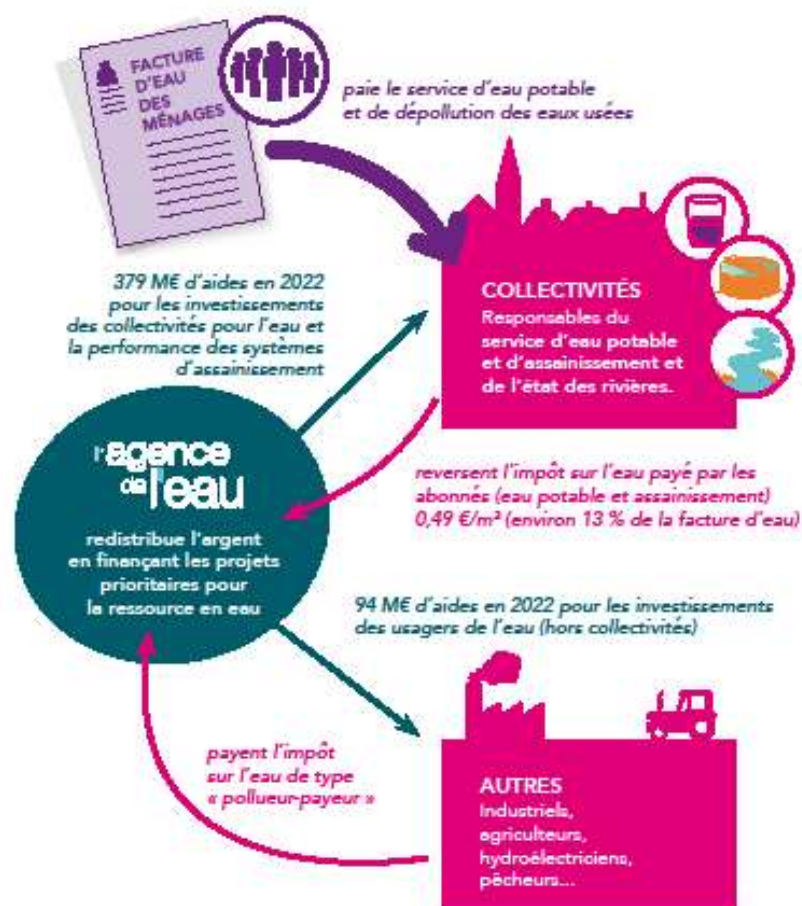 FACTURE
D'EAU
DES
MÉNAGES
paie le service d'eau potable
et de dépollution des eaux usées
379 M€ d'aides en 2022
pour les investissements
des collectivités pour l'eau et
la performance des systèmes
d'assainissement
COLLECTIVITÉS
Responsables du
service d'eau potable
et d'assainissement et
de l'état des rivières.
l'agence
de l'eau
redistribue l'argent
en finançant les projets
prioritaires pour
la ressource en eau
reversent l'impôt sur l'eau payé par les
abonnés (eau potable et assainissement)
0,49 €/m³ (environ 13 % de la facture d'eau)
94 M€ d'aides en 2022 pour les investissements
des usagers de l'eau (hors collectivités)
payent l'impôt
sur l'eau de type
« pollueur-payeur »
AUTRES
Industriels,
agriculteurs,
hydroélectriciens,
pêcheurs...